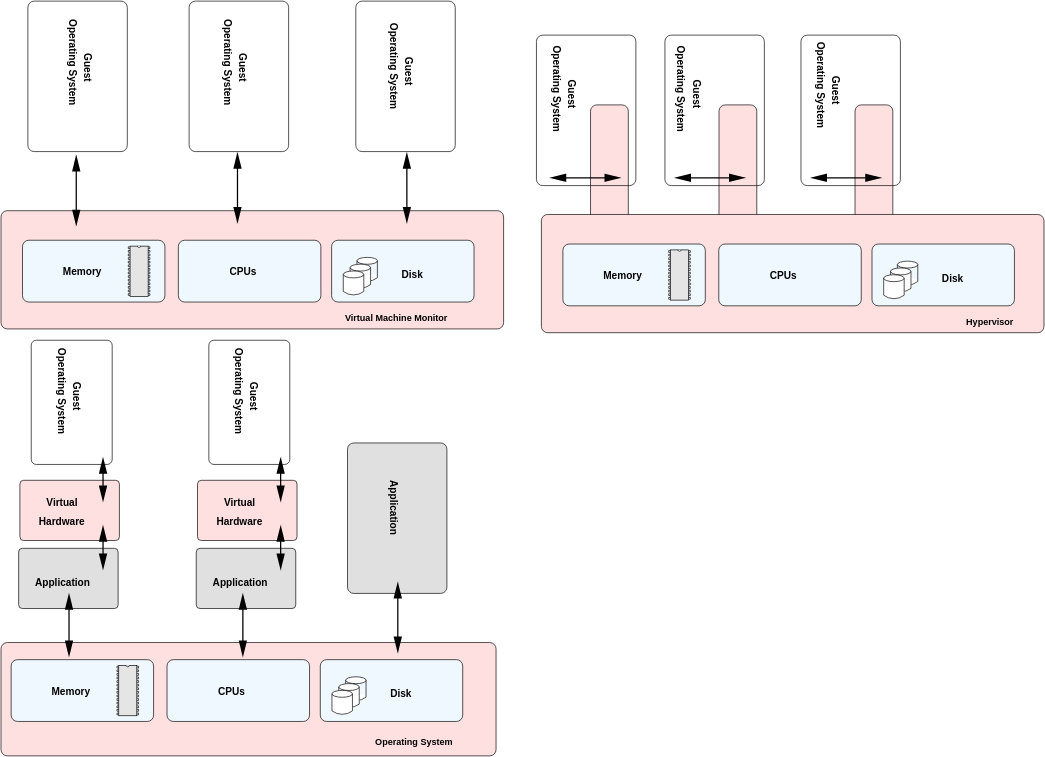 Guest
Operating System
Guest
Operating System
Guest
Operating System
Memory
CPUs
Disk
Virtual Machine Monitor
Guest
Operating System
Guest
Operating System
Guest
Operating System
Memory
CPUs
Disk
Hypervisor
Guest
Operating System
Guest
Operating System
Virtual
Hardware
Virtual
Hardware
Application
Application
Application
Memory
CPUs
Disk
Operating System